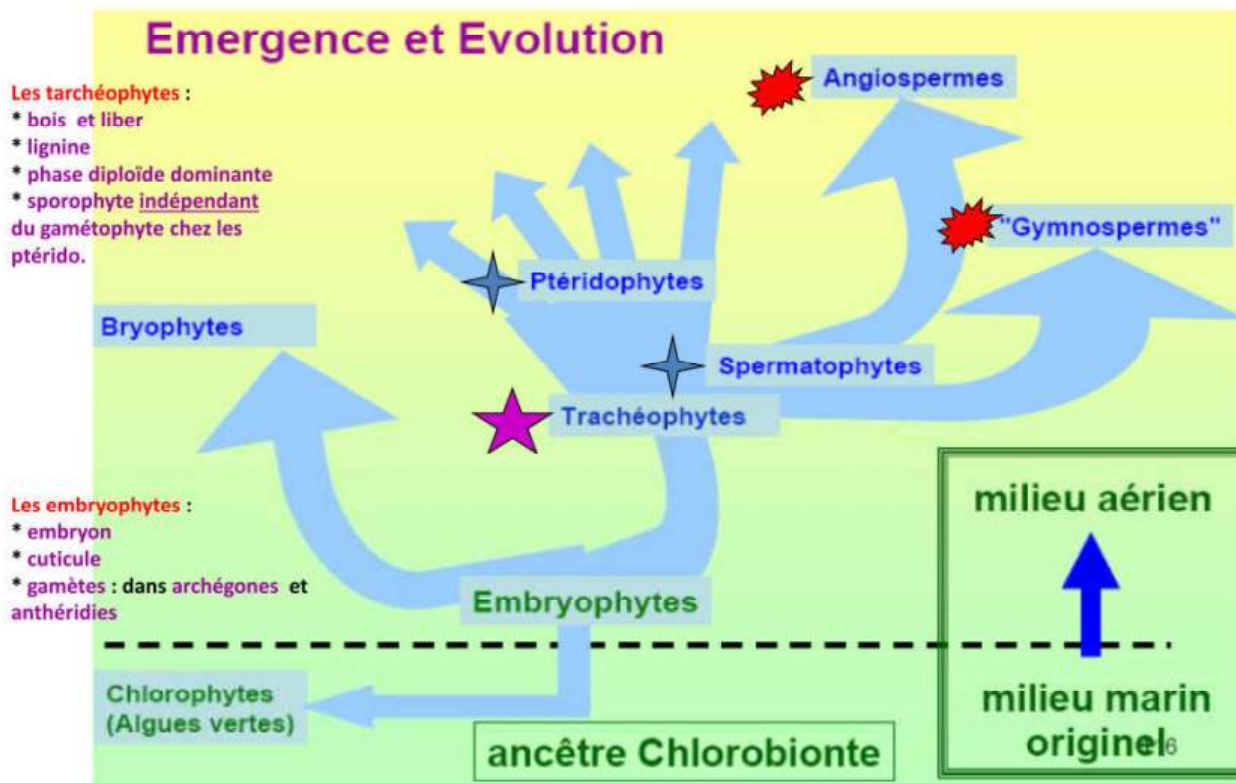 Emergence et Evolution
Les tarchéophytes :
* bois et liber
* lignine
* phase diploïde dominante
* sporophyte indépendant
du gamétophyte chez les
ptérido.
Angiospermes
"Gymnospermes"
Ptéridophytes
Bryophytes
Spermatophytes
Trachéophytes
Les embryophytes :
* embryon
* cuticule
* gamètes : dans archégones et
anthéridies
Embryophytes
Chlorophytes
(Algues vertes)
ancêtre Chlorobionte
milieu aérien
milieu marin
originel